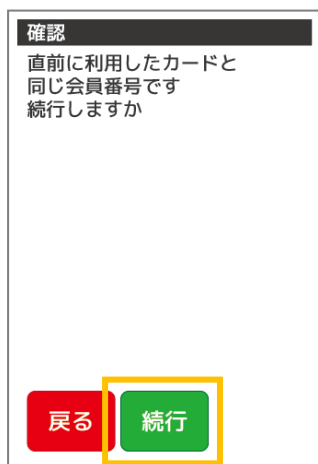 確認
直前に利用したカードと
同じ会員番号です
続行しますか
戻る
続行